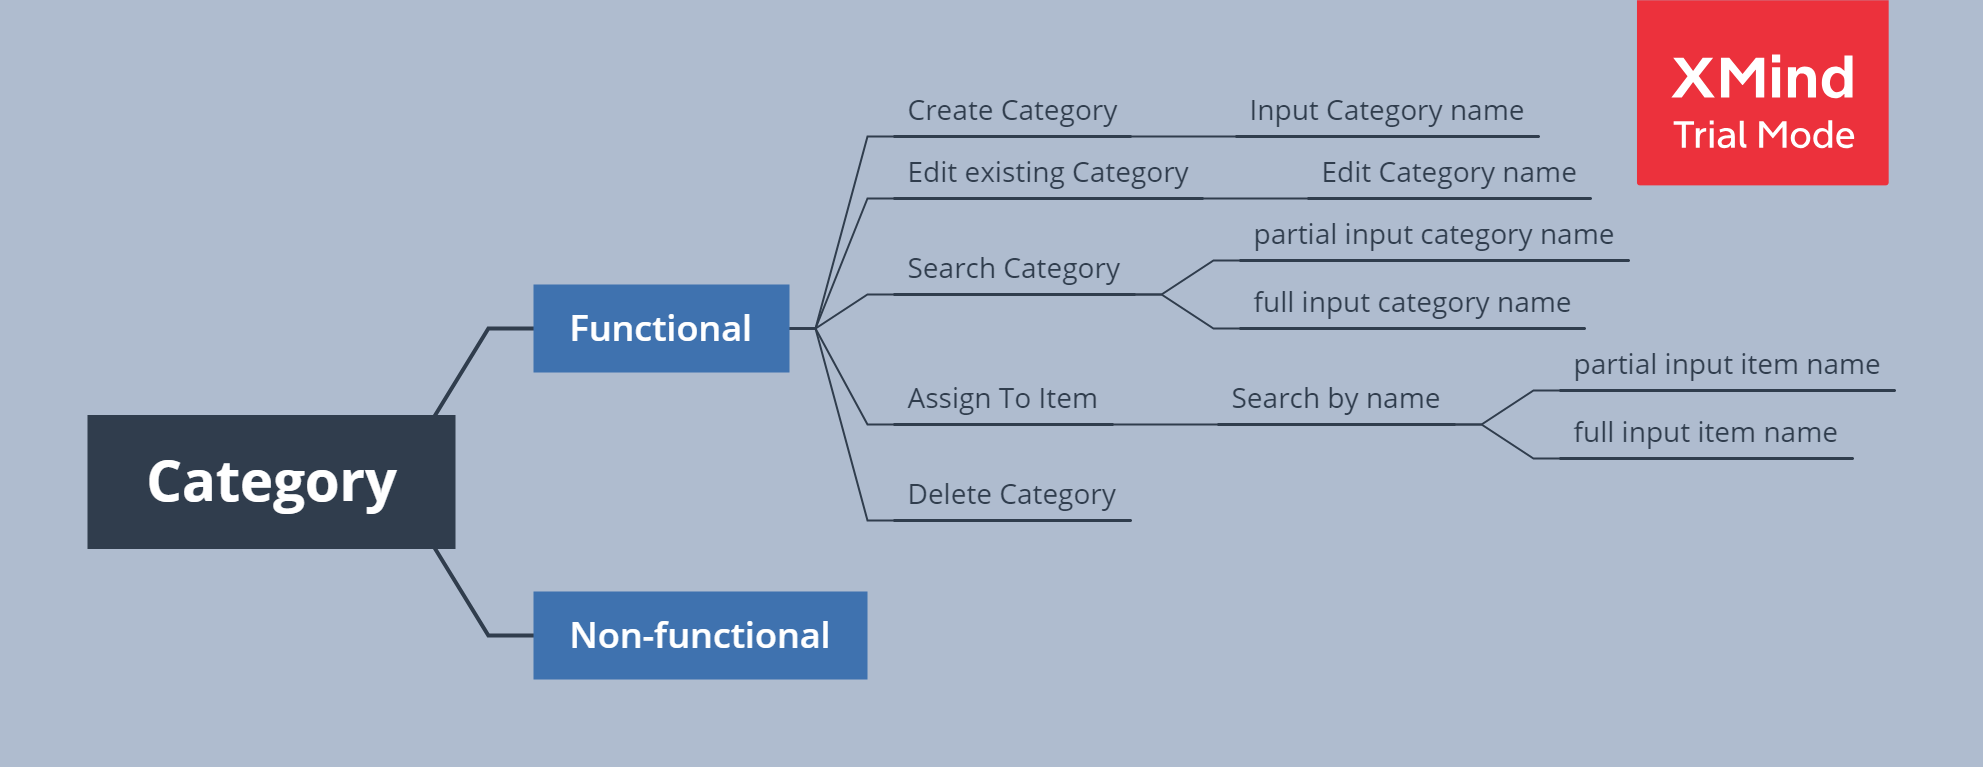 XMind
Trial Mode
Create Category
Input Category name
Edit existing Category
Edit Category name
partial input category name
Search Category
full input category name
Functional
partial input item name
Assign To Item
Search by name
full input item name
Category
Delete Category
Non-functional